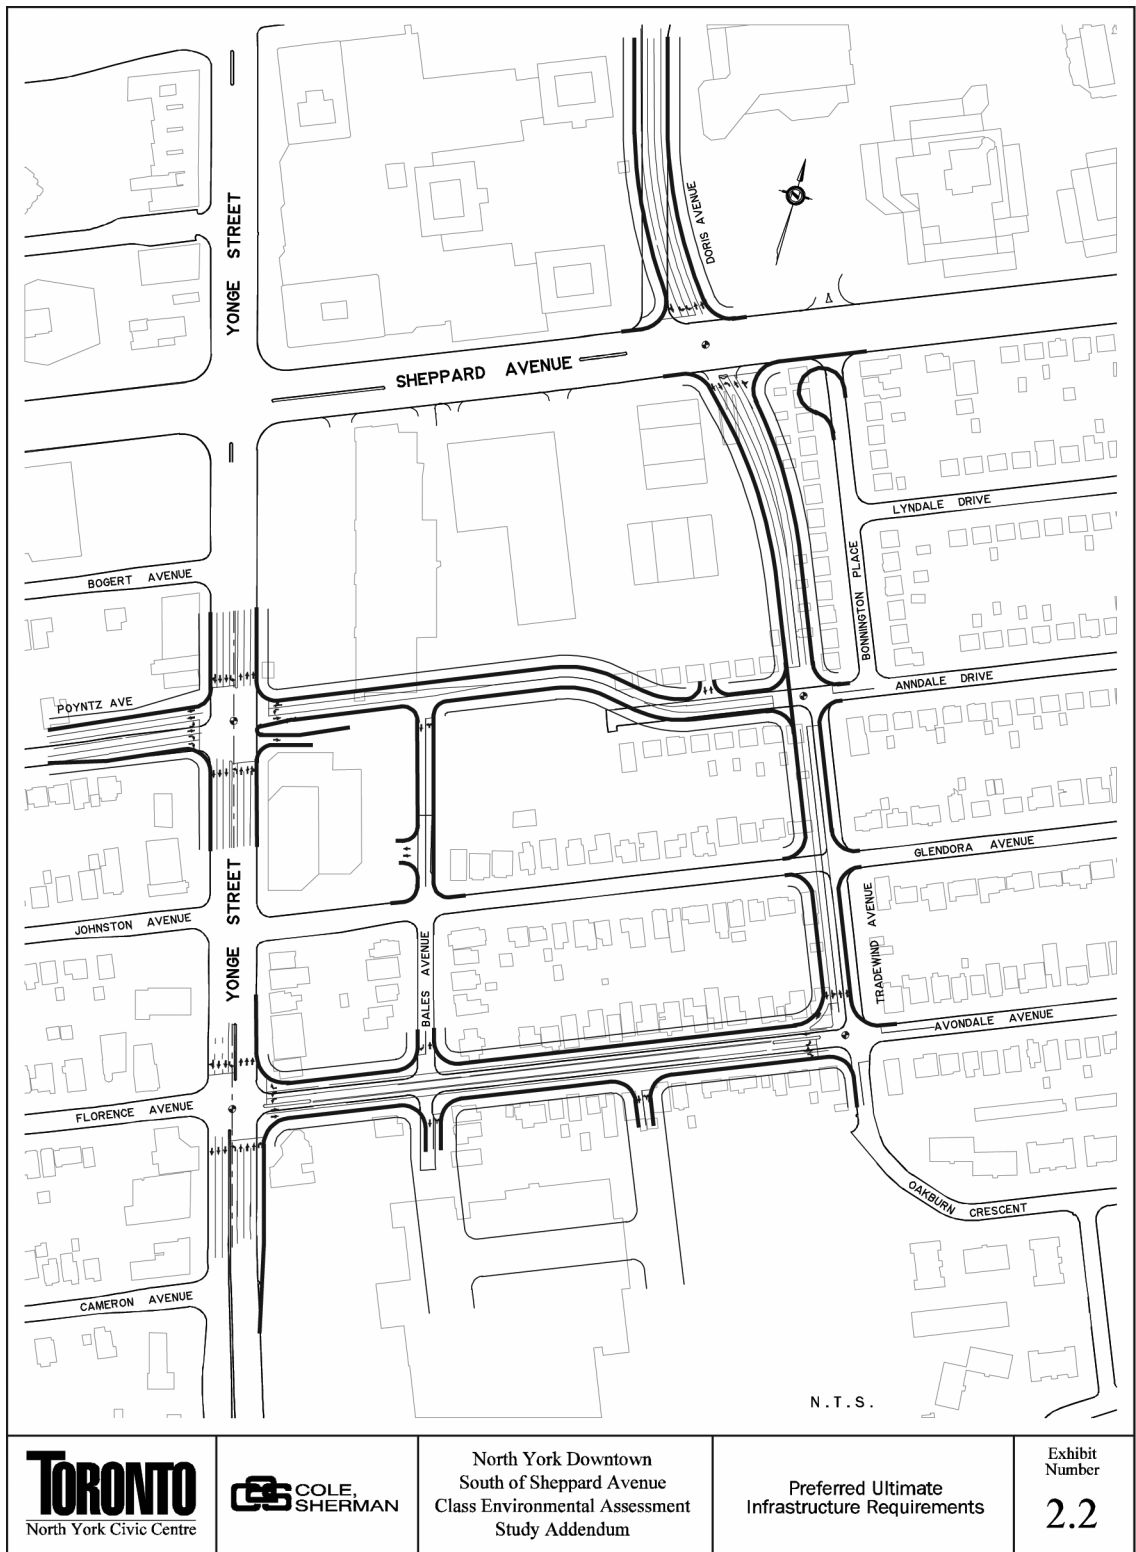 YONGE STREET
DORIS AVENUE
SHEPPARD AVENUE
LYNDALE DRIVE
BOGERT AVENUE
BONNINGTON PLACE
POYNTZ AVE
ANNDALE DRIVE
GLENDORA AVENUE
JOHNSTON AVENUE
YONGE STREET
BALES AVENUE
TRADEWIND AVENUE
AVONDALE AVENUE
FLORENCE AVENUE
OAKBURN CRESCENT
CAMERON AVENUE
N.T.S.
TORONTO
North York Civic Centre
COLE,
SHERMAN
North York Downtown
South of Sheppard Avenue
Class Environmental Assessment
Study Addendum
Preferred Ultimate
Infrastructure Requirements
Exhibit
Number
2.2